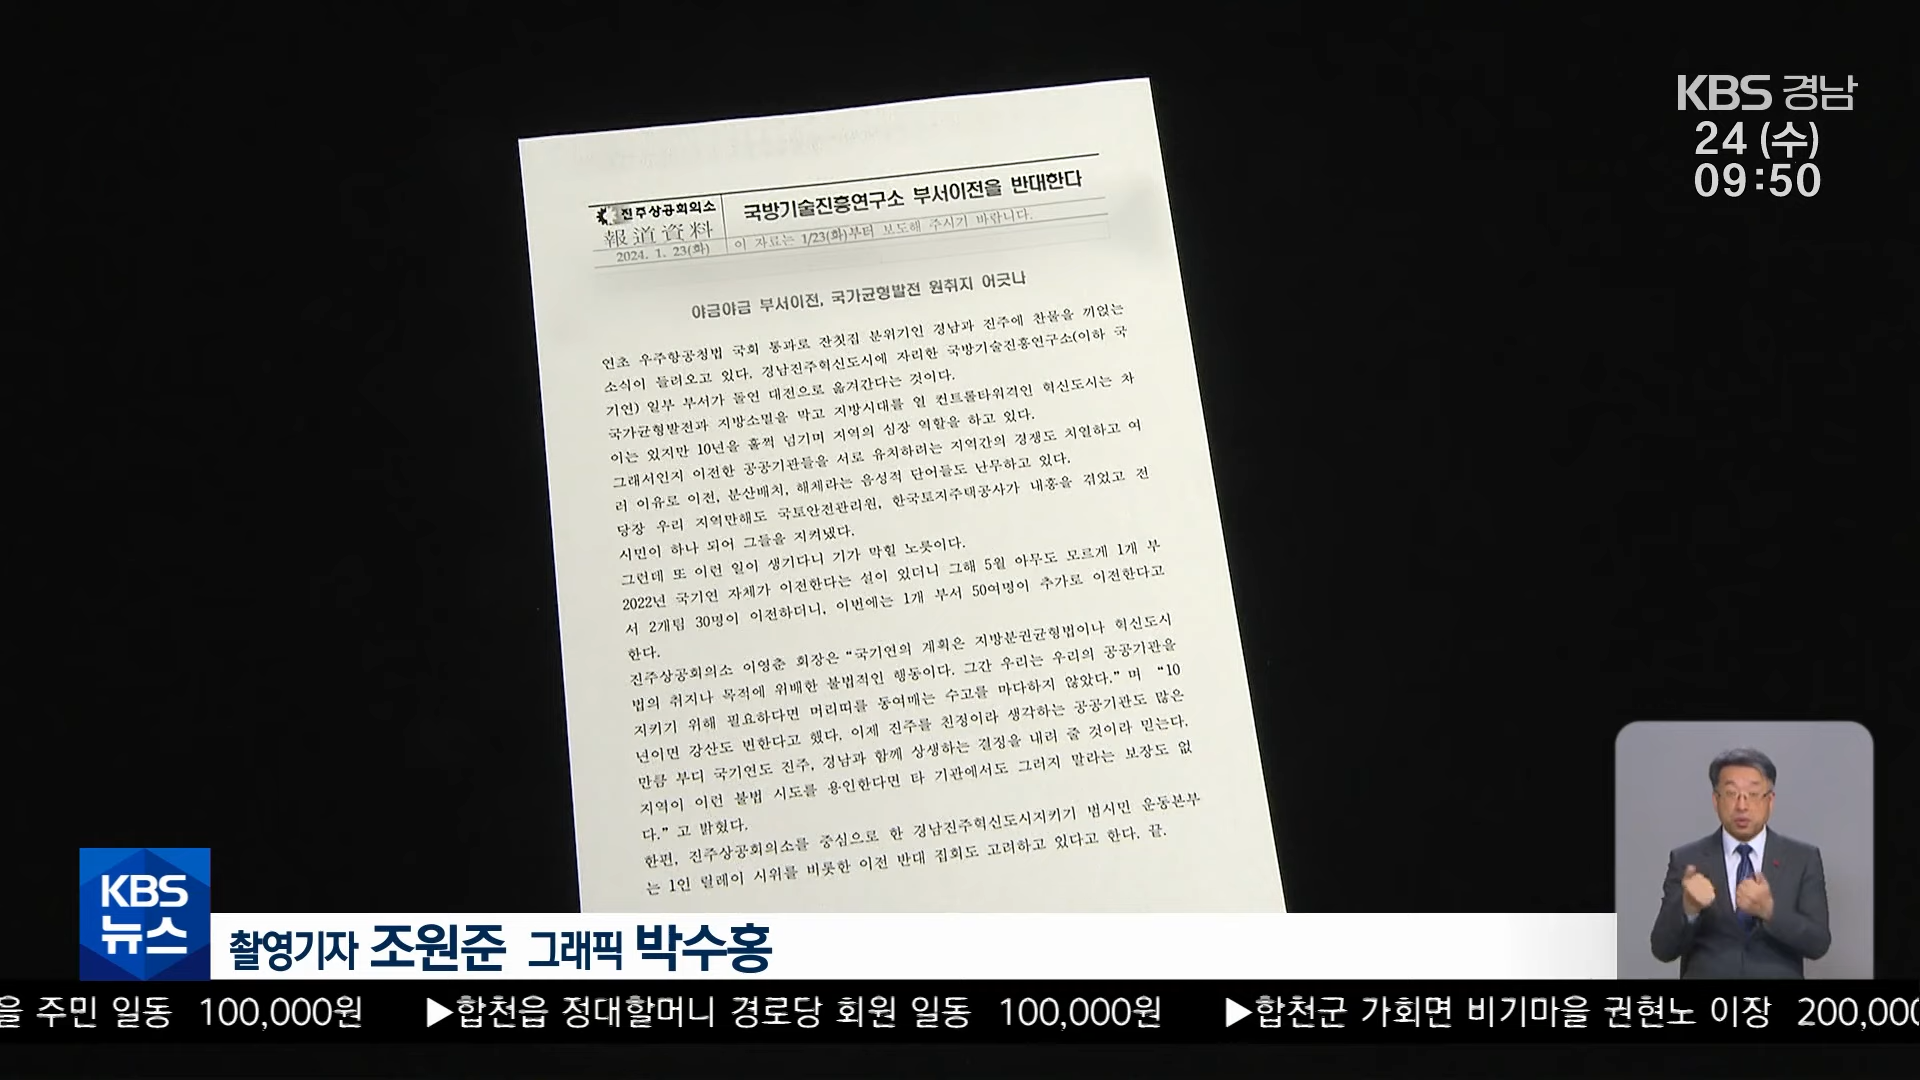 KBS 경남
24 (수)
09:50
진주상공회의소
국방기술진흥연구소 부서이전을 반대한다
報道資料
2024. 1. 23(화)
이 자료는 1/23(화)부터 보도해 주시기 바랍니다.
야금야금 부서이전, 국가균형발전 원취지 어긋나
연초 우주항공청법 국회 통과로 잔칫집 분위기인 경남과 진주에 찬물을 끼얹는
소식이 들려오고 있다. 경남진주혁신도시에 자리한 국방기술진흥연구소(이하 국
기연) 일부 부서가 돌연 대전으로 옮겨간다는 것이다.
국가균형발전과 지방소멸을 막고 지방시대를 열 컨트롤타워격인 혁신도시는 차
이는 있지만 10년을 훌쩍 넘기며 지역의 심장 역할을 하고 있다.
그래서인지 이전한 공공기관들을 서로 유치하려는 지역간의 경쟁도 치열하고 여
러 이유로 이전, 분산배치, 해체라는 음성적 단어들도 난무하고 있다.
당장 우리 지역만해도 국토안전관리원, 한국토지주택공사가 내홍을 겪었고 전
시민이 하나 되어 그들을 지켜냈다.
그런데 또 이런 일이 생기다니 기가 막힐 노릇이다.
2022년 국기연 자체가 이전한다는 설이 있더니 그해 5월 아무도 모르게 1개 부
서 2개팀 30명이 이전하더니, 이번에는 1개 부서 50여명이 추가로 이전한다고
한다.
진주상공회의소 이영춘 회장은 “국기연의 계획은 지방분권균형법이나 혁신도시
법의 취지나 목적에 위배한 불법적인 행동이다. 그간 우리는 우리의 공공기관을
지키기 위해 필요하다면 머리띠를 동여매는 수고를 마다하지 않았다.” 며 “10
년이면 강산도 변한다고 했다. 이제 진주를 친정이라 생각하는 공공기관도 많은
만큼 부디 국기연도 진주, 경남과 함께 상생하는 결정을 내려 줄 것이라 믿는다.
지역이 이런 불법 시도를 용인한다면 타 기관에서도 그러지 말라는 보장도 없
다.” 고 밝혔다.
한편, 진주상공회의소를 중심으로 한 경남진주혁신도시지키기 범시민 운동본부
는 1인 릴레이 시위를 비롯한 이전 반대 집회도 고려하고 있다고 한다. 끝.
KBS
뉴스
촬영기자 조원준 그래픽 박수홍
을 주민 일동 100,000원 ▶합천읍 정대할머니 경로당 회원 일동 100,000원 ▶합천군 가회면 비기마을 권현노 이장 200,000